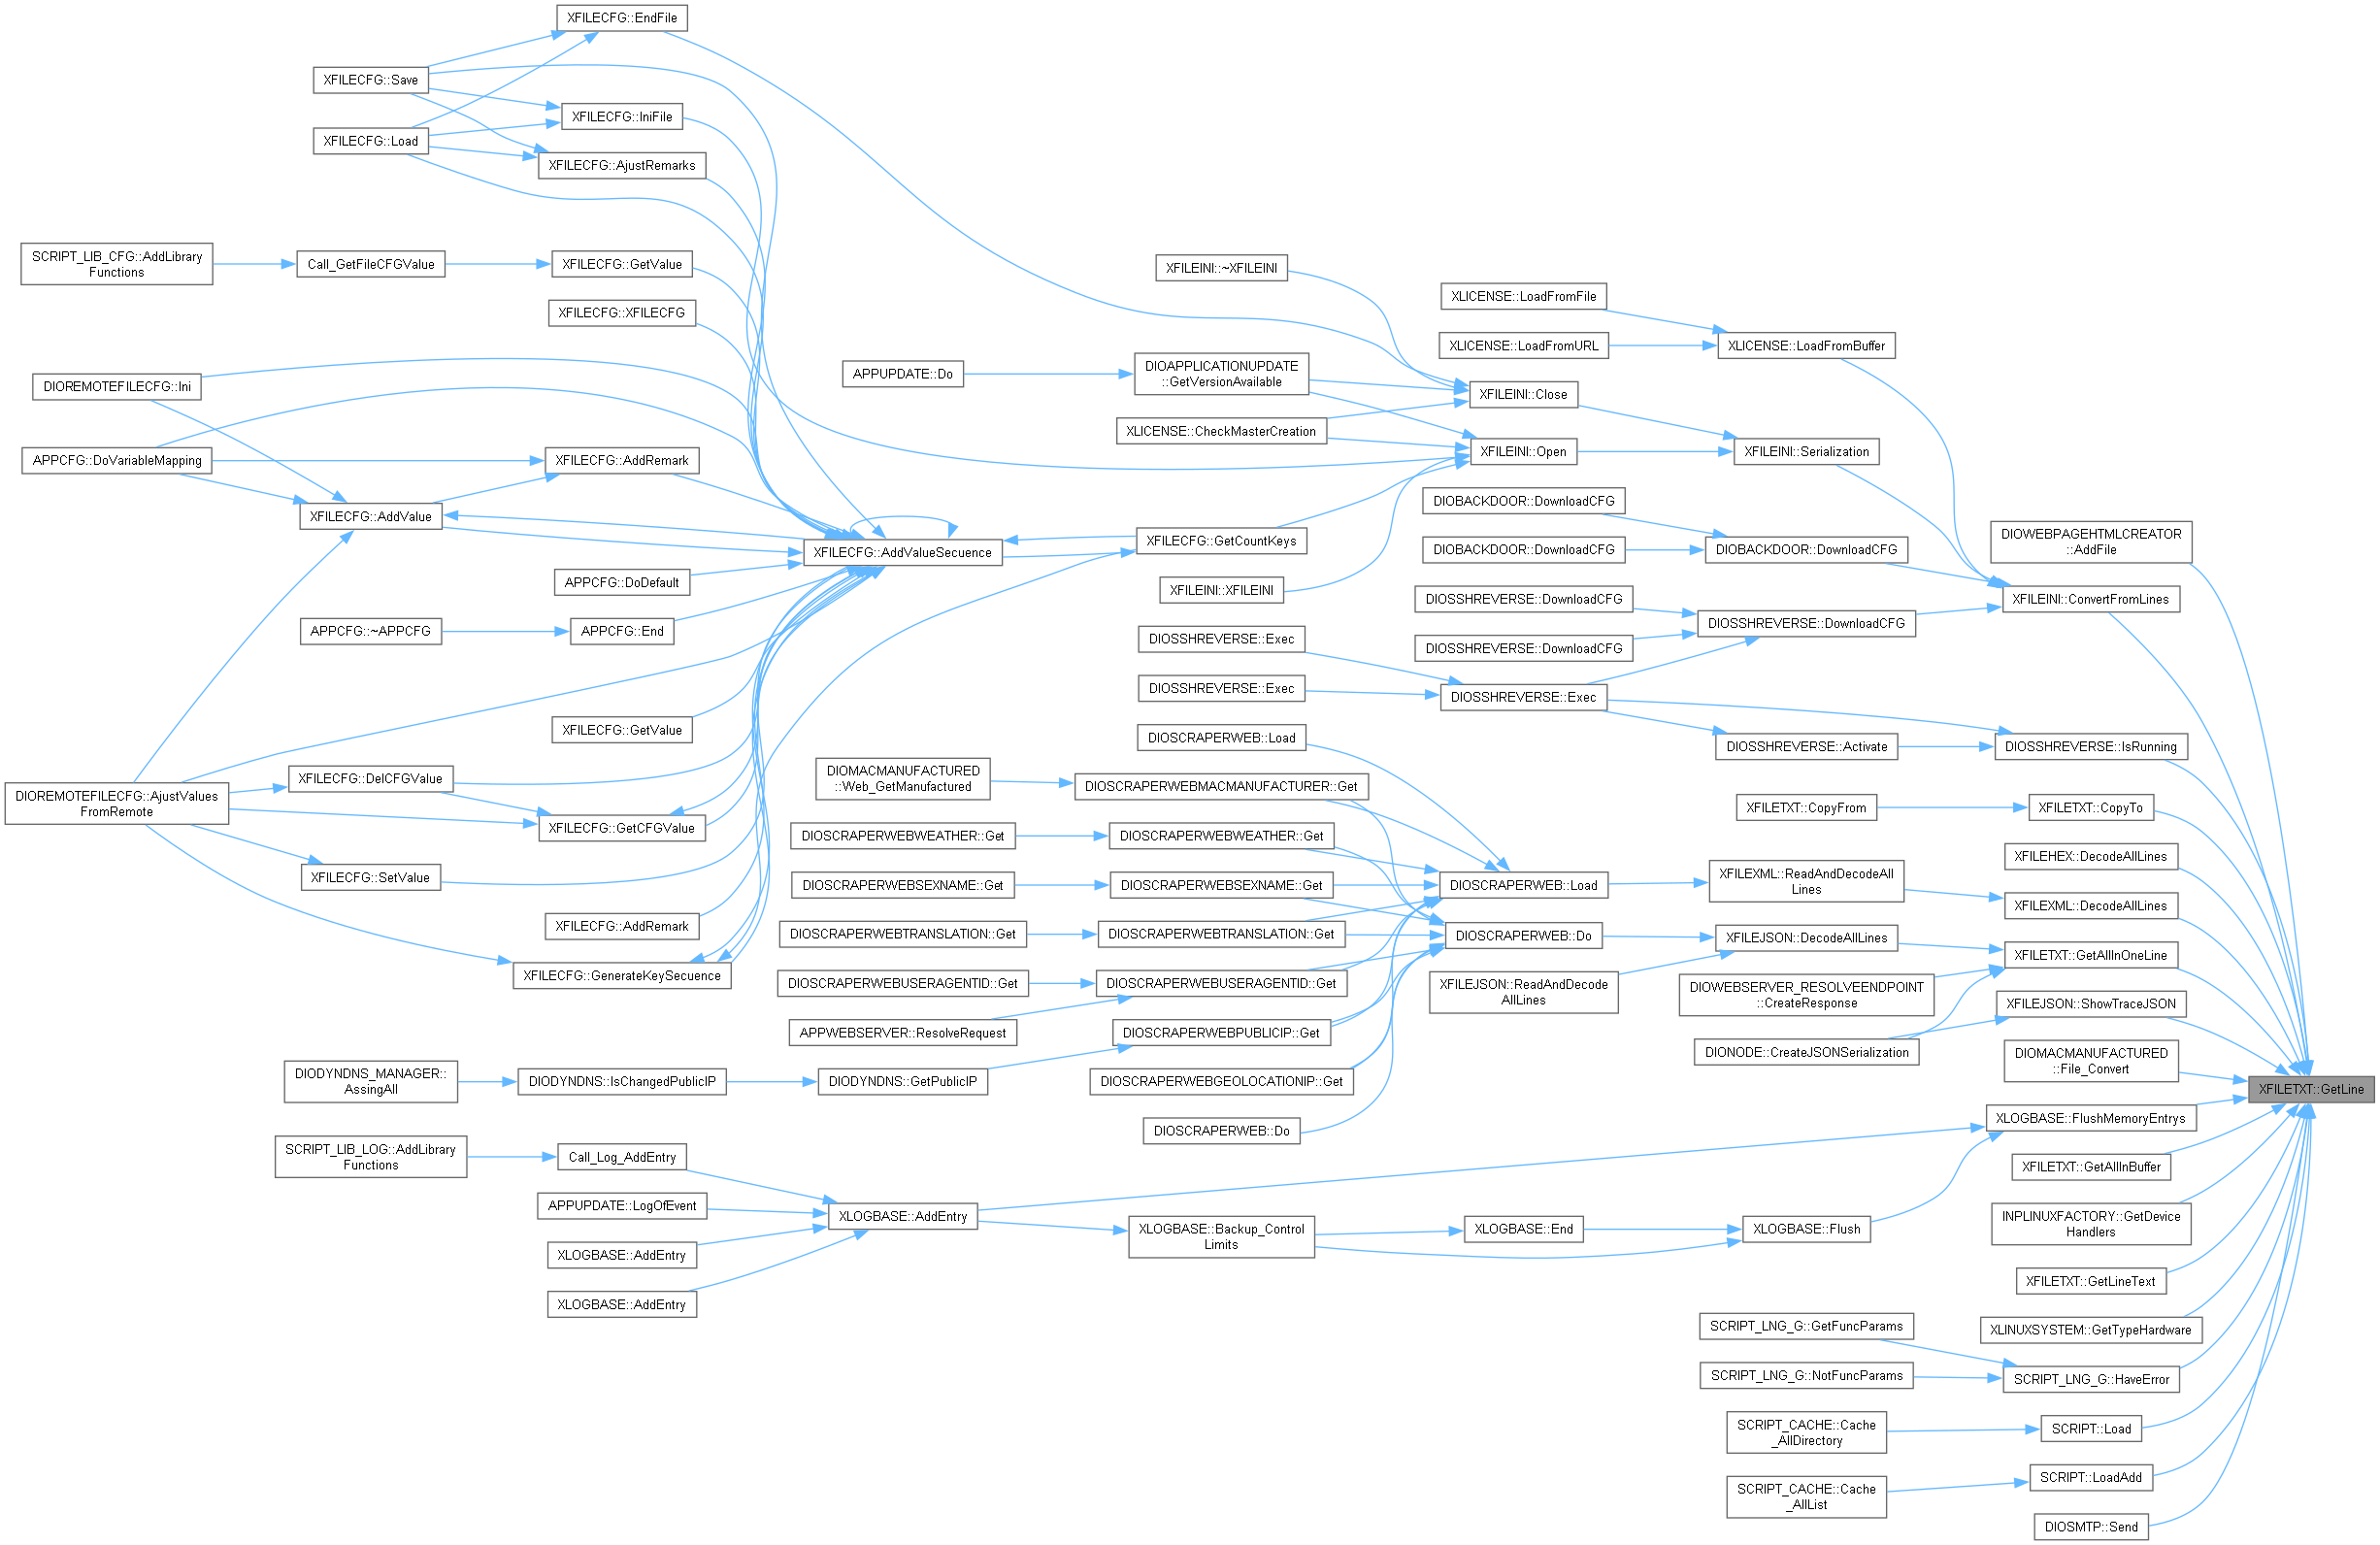 XFILECFG::EndFile
XFILECFG::Save
XFILECFG::IniFile
XFILECFG::Load
XFILECFG::AjustRemarks
SCRIPT_LIB_CFG::AddLibrary
Functions
Call_GetFileCFGValue
XFILECFG::GetValue
XFILECFG::XFILECFG
DIOREMOTEFILECFG::Ini
APPCFG::DoVariableMapping
XFILECFG::AddRemark
XFILECFG::AddValue
XFILECFG::AddValueSecuence
APPCFG::DoDefault
APPCFG::~APPCFG
APPCFG::End
XFILECFG::GetValue
XFILECFG::DelCFGValue
DIOREMOTEFILECFG::AjustValues
FromRemote
XFILECFG::GetCFGValue
XFILECFG::SetValue
XFILECFG::AddRemark
XFILECFG::GenerateKeySecuence
XFILEINI::~XFILEINI
APPUPDATE::Do
DIOAPPLICATIONUPDATE
::GetVersionAvailable
XLICENSE::CheckMasterCreation
XFILECFG::GetCountKeys
XFILEINI::XFILEINI
XLICENSE::LoadFromFile
XLICENSE::LoadFromURL
XLICENSE::LoadFromBuffer
XFILEINI::Close
XFILEINI::Open
XFILEINI::Serialization
DIOBACKDOOR::DownloadCFG
DIOBACKDOOR::DownloadCFG
DIOBACKDOOR::DownloadCFG
DIOWEBPAGEHTMLCREATOR
::AddFile
XFILEINI::ConvertFromLines
DIOSSHREVERSE::DownloadCFG
DIOSSHREVERSE::DownloadCFG
DIOSSHREVERSE::DownloadCFG
DIOSSHREVERSE::Exec
DIOSSHREVERSE::Exec
DIOSSHREVERSE::Exec
DIOSSHREVERSE::Activate
DIOSSHREVERSE::IsRunning
DIOSCRAPERWEB::Load
DIOMACMANUFACTURED
::Web_GetManufactured
DIOSCRAPERWEBMACMANUFACTURER::Get
DIOSCRAPERWEBWEATHER::Get
DIOSCRAPERWEBWEATHER::Get
DIOSCRAPERWEBSEXNAME::Get
DIOSCRAPERWEBSEXNAME::Get
DIOSCRAPERWEBTRANSLATION::Get
DIOSCRAPERWEBTRANSLATION::Get
DIOSCRAPERWEBUSERAGENTID::Get
DIOSCRAPERWEBUSERAGENTID::Get
APPWEBSERVER::ResolveRequest
DIOSCRAPERWEBPUBLICIP::Get
DIODYNDNS_MANAGER::
AssingAll
DIODYNDNS::IsChangedPublicIP
DIODYNDNS::GetPublicIP
DIOSCRAPERWEBGEOLOCATIONIP::Get
DIOSCRAPERWEB::Do
XFILETXT::CopyFrom
XFILETXT::CopyTo
XFILEHEX::DecodeAllLines
DIOSCRAPERWEB::Load
XFILEXML::ReadAndDecodeAll
Lines
XFILEXML::DecodeAllLines
DIOSCRAPERWEB::Do
XFILEJSON::DecodeAllLines
XFILETXT::GetAllInOneLine
XFILEJSON::ReadAndDecode
AllLines
DIOWEBSERVER_RESOLVEENDPOINT
::CreateResponse
XFILEJSON::ShowTraceJSON
DIONODE::CreateJSONSerialization
DIOMACMANUFACTURED
::File_Convert
XFILETXT::GetLine
XLOGBASE::FlushMemoryEntrys
SCRIPT_LIB_LOG::AddLibrary
Functions
Call_Log_AddEntry
APPUPDATE::LogOfEvent
XLOGBASE::AddEntry
XLOGBASE::AddEntry
XLOGBASE::AddEntry
XLOGBASE::Backup_Control
Limits
XLOGBASE::End
XLOGBASE::Flush
XFILETXT::GetAllInBuffer
INPLINUXFACTORY::GetDevice
Handlers
XFILETXT::GetLineText
XLINUXSYSTEM::GetTypeHardware
SCRIPT_LNG_G::GetFuncParams
SCRIPT_LNG_G::NotFuncParams
SCRIPT_LNG_G::HaveError
SCRIPT_CACHE::Cache
_AllDirectory
SCRIPT::Load
SCRIPT_CACHE::Cache
_AllList
SCRIPT::LoadAdd
DIOSMTP::Send